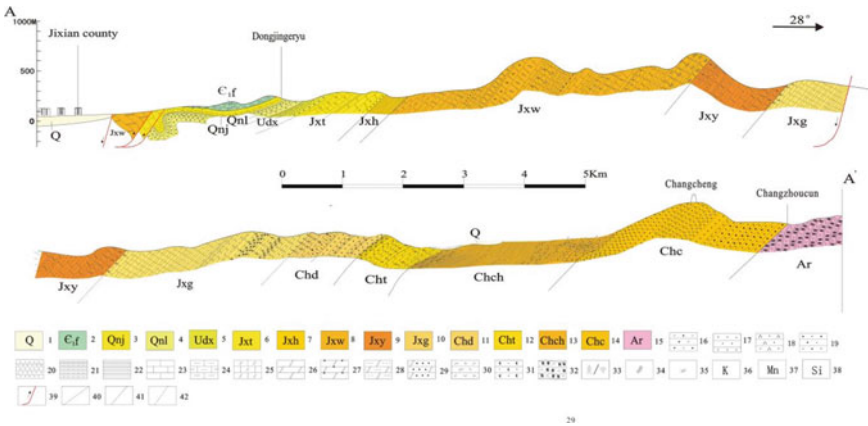 A
1000M
Jixian county
Dongjingeryu
28°
500
Є₁f
0
Q
Jxw
Qnj
Qnl
Udx
Jxt
Jxh
Jxw
Jxy
Jxg
0 1 2 3 4 5Km
A'
Changcheng
Changzhoucun
Q
Jxy
Jxg
Chd
Cht
Chch
Chc
Ar
Q 1 Є₁f 2 Qnj 3 Qnl 4 Udx 5 Jxt 6 Jxh 7 Jxw 8 Jxy 9 Jxg 10 Chd 11 Cht 12 Chch 13 Chc 14 Ar 15 16 17 18 19
20 21 22 23 24 25 26 27 28 29 30 31 32 33 34 35 K 36 Mn 37 Si 38
39 40 41 42
29